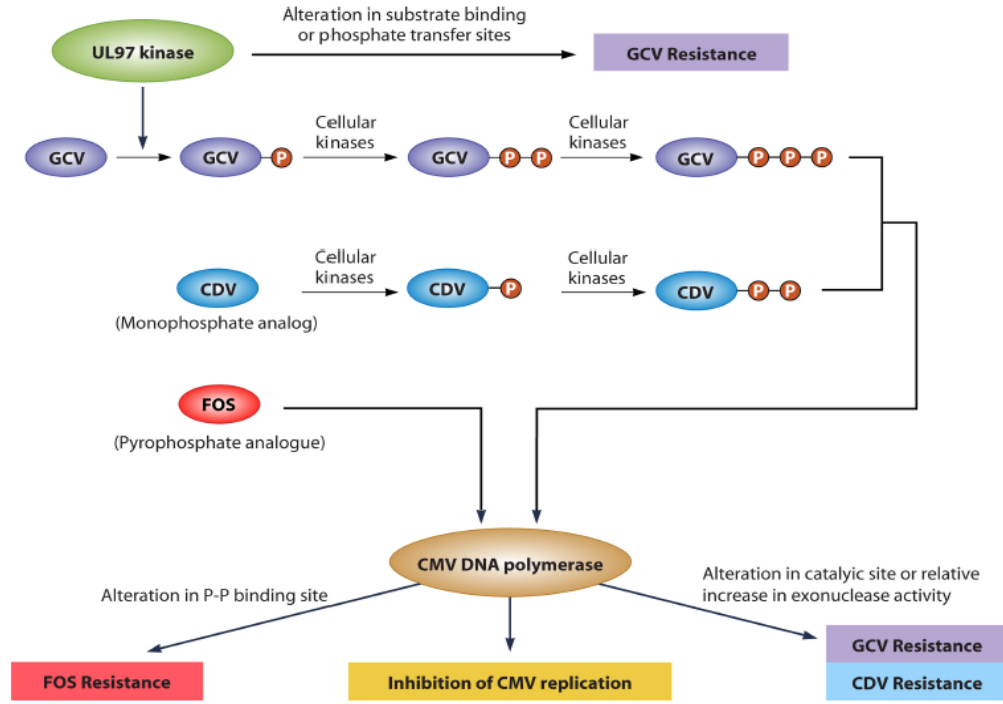 Alteration in substrate binding
or phosphate transfer sites
UL97 kinase
GCV Resistance
Cellular
kinases
Cellular
kinases
GCV
GCV
P
GCV
P
P
GCV
P
P
P
Cellular
kinases
Cellular
kinases
CDV
CDV
P
CDV
P
P
(Monophosphate analog)
FOS
(Pyrophosphate analogue)
CMV DNA polymerase
Alteration in P-P binding site
Alteration in catalyic site or relative
increase in exonuclease activity
FOS Resistance
Inhibition of CMV replication
GCV Resistance
CDV Resistance